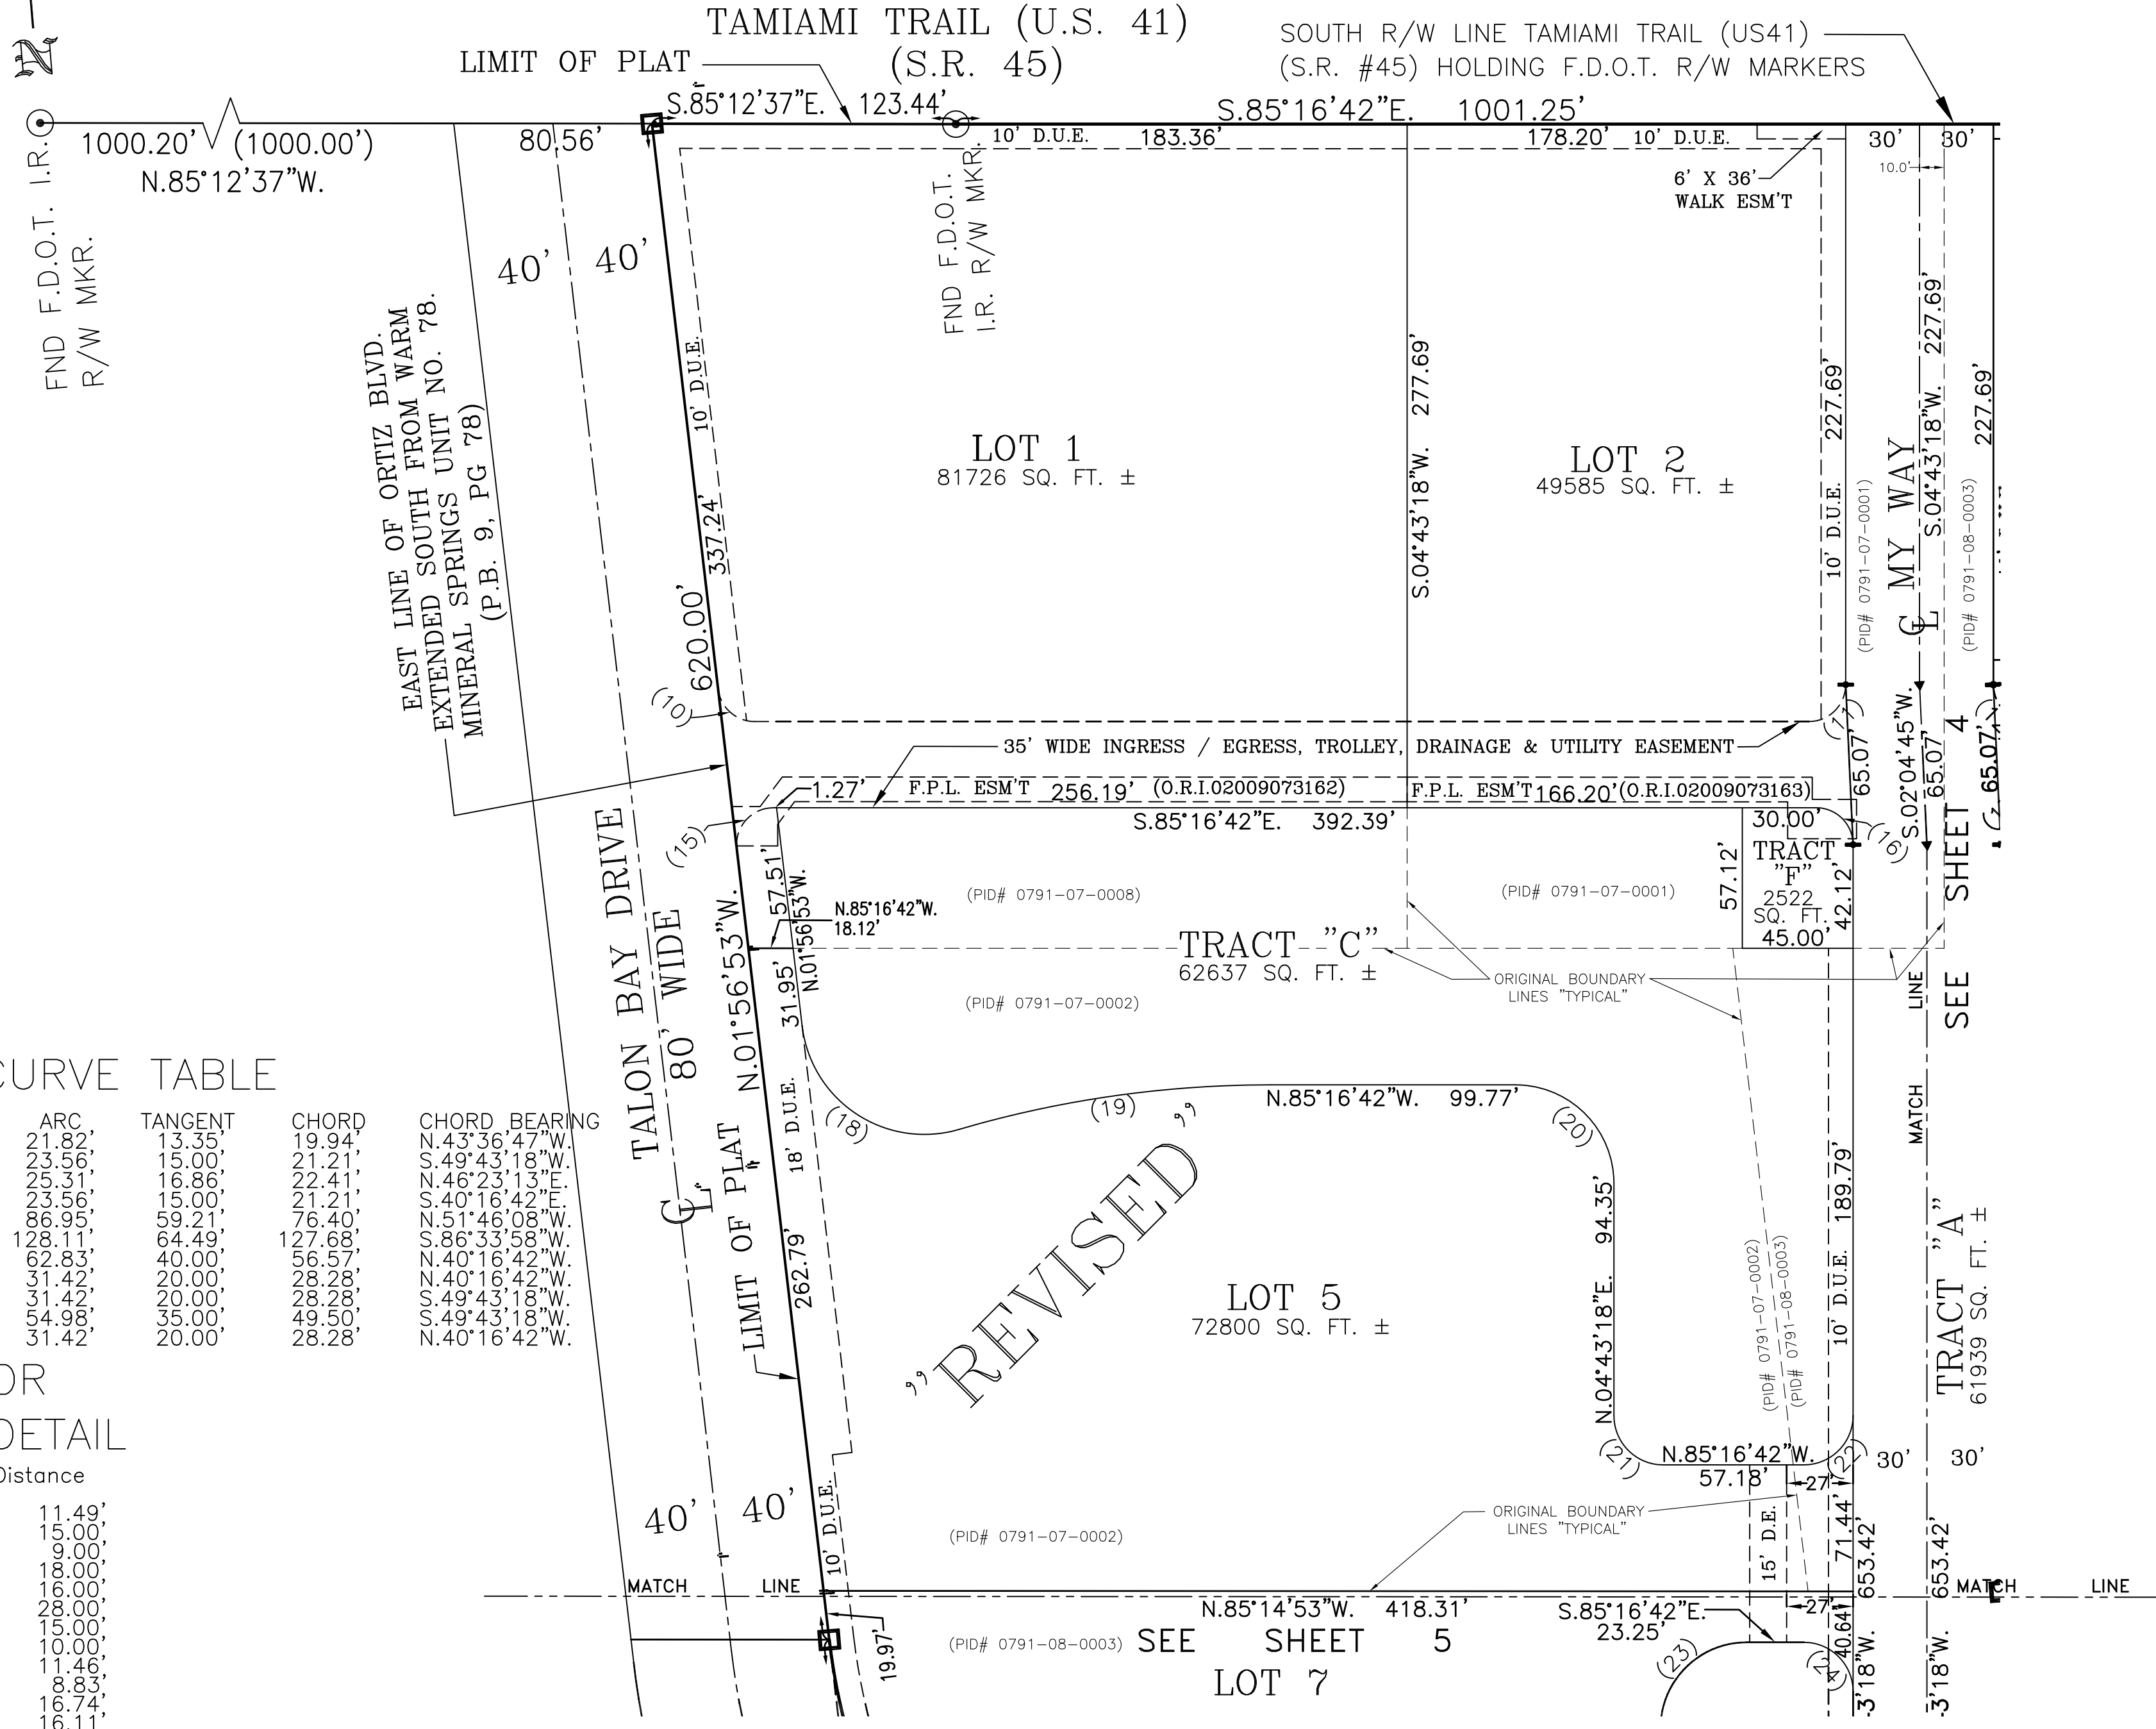 TAMIAMI TRAIL (U.S. 41)
(S.R. 45)
LIMIT OF PLAT
SOUTH R/W LINE TAMIAMI TRAIL (US41)
(S.R. #45) HOLDING F.D.O.T. R/W MARKERS
N
S.85°12'37"E. 123.44'
S.85°16'42"E. 1001.25'
1000.20' (1000.00')
N.85°12'37"W.
80.56'
10' D.U.E. 183.36'
178.20' 10' D.U.E.
30' 30'
10.0'
6' X 36'
WALK ESM'T
FND F.D.O.T. I.R.
R/W MKR.
FND F.D.O.T.
I.R. R/W MKR.
40' 40'
EAST LINE OF ORTIZ BLVD.
EXTENDED SOUTH FROM WARM
MINERAL SPRINGS UNIT NO. 78.
(P.B. 9, PG 78)
10' D.U.E.
337.24'
620.00'
(10)
LOT 1
81726 SQ. FT. ±
S.04°43'18"W. 277.69'
LOT 2
49585 SQ. FT. ±
10' D.U.E. 227.69'
(PID# 0791-07-0001)
C L MY WAY
S.04°43'18"W. 227.69'
(PID# 0791-08-0003)
227.69'
35' WIDE INGRESS / EGRESS, TROLLEY, DRAINAGE & UTILITY EASEMENT
65.07'
S.02°04'45"W.
65.07'
65.07'
SEE SHEET 4
1.27'
F.P.L. ESM'T 256.19' (O.R.I.02009073162)
F.P.L. ESM'T 166.20' (O.R.I.02009073163)
S.85°16'42"E. 392.39'
(15)
(16)
30.00'
TRACT
"F"
2522
SQ. FT.
45.00'
57.12'
42.12'
57.51'
N.01°56'53"W.
31.95'
N.85°16'42"W.
18.12'
(PID# 0791-07-0008)
(PID# 0791-07-0001)
TRACT "C"
62637 SQ. FT. ±
(PID# 0791-07-0002)
ORIGINAL BOUNDARY
LINES "TYPICAL"
MATCH LINE
TALON BAY DRIVE
80' WIDE
C L
N.01°56'53"W.
LIMIT OF PLAT
18' D.U.E.
262.79'
(18)
(19)
N.85°16'42"W. 99.77'
(20)
CURVE TABLE
ARC TANGENT CHORD CHORD BEARING
21.82' 13.35' 19.94' N.43°36'47"W.
23.56' 15.00' 21.21' S.49°43'18"W.
25.31' 16.86' 22.41' N.46°23'13"E.
23.56' 15.00' 21.21' S.40°16'42"E.
86.95' 59.21' 76.40' N.51°46'08"W.
128.11' 64.49' 127.68' S.86°33'58"W.
62.83' 40.00' 56.57' N.40°16'42"W.
31.42' 20.00' 28.28' N.40°16'42"W.
31.42' 20.00' 28.28' S.49°43'18"W.
54.98' 35.00' 49.50' S.49°43'18"W.
31.42' 20.00' 28.28' N.40°16'42"W.
OR
DETAIL
Distance
11.49'
15.00'
9.00'
18.00'
16.00'
28.00'
15.00'
10.00'
11.46'
8.83'
16.74'
16.11'
"REVISED"
LOT 5
72800 SQ. FT. ±
N.04°43'18"E. 94.35'
(PID# 0791-07-0002)
(PID# 0791-08-0003)
10' D.U.E. 189.79'
TRACT "A"
61939 SQ. FT. ±
(21)
N.85°16'42"W.
57.18'
(22)
27'
30' 30'
40' 40'
10' D.U.E.
(PID# 0791-07-0002)
ORIGINAL BOUNDARY
LINES "TYPICAL"
15' D.E.
71.44'
653.42'
653.42'
MATCH LINE
MATCH LINE
N.85°14'53"W. 418.31'
S.85°16'42"E.
23.25'
27'
40.64'
19.97'
(PID# 0791-08-0003)
SEE SHEET 5
LOT 7
(23)
(24)
3'18"W.
3'18"W.